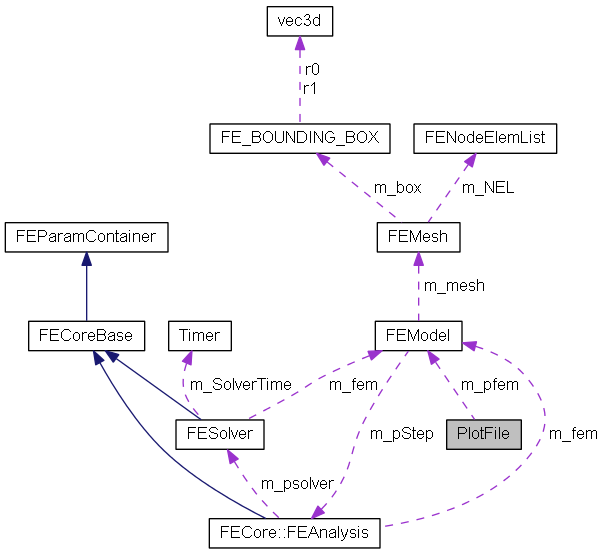 vec3d
r0
r1
FE_BOUNDING_BOX
FENodeElemList
m_box
m_NEL
FEParamContainer
FEMesh
m_mesh
FECoreBase
Timer
FEModel
m_SolverTime
m_fem
m_pfem
FESolver
m_pStep
PlotFile
m_fem
m_psolver
FECore::FEAnalysis